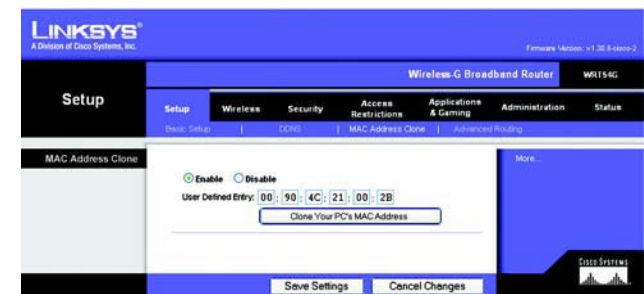 LINKSYS®
A Division of Cisco Systems, Inc.
Firmware Version: v1.30.8-cisco-2
Wireless-G Broadband Router WRT54G
Setup
Setup Wireless Security Access Restrictions Applications & Gaming Administration Status
Basic Setup | DDNS | MAC Address Clone | Advanced Routing
MAC Address Clone
More...
Enable Disable
User Defined Entry: 00 : 90 : 4C : 21 : 00 : 2B
Clone Your PC's MAC Address
CISCO SYSTEMS
Save Settings Cancel Changes